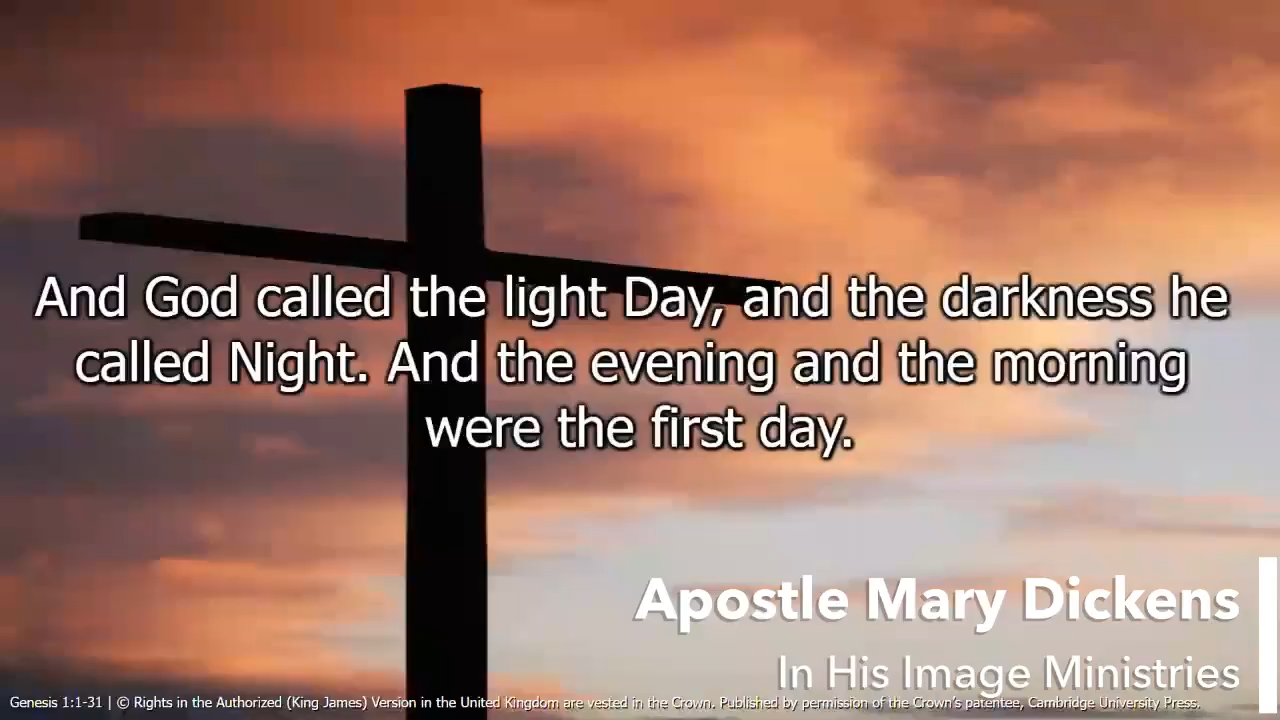 And God called the light Day, and the darkness he
called Night. And the evening and the morning
were the first day.
Apostle Mary Dickens
In His Image Ministries
Genesis 1:1-31 | © Rights in the Authorized (King James) Version in the United Kingdom are vested in the Crown. Published by permission of the Crown's patentee, Cambridge University Press.